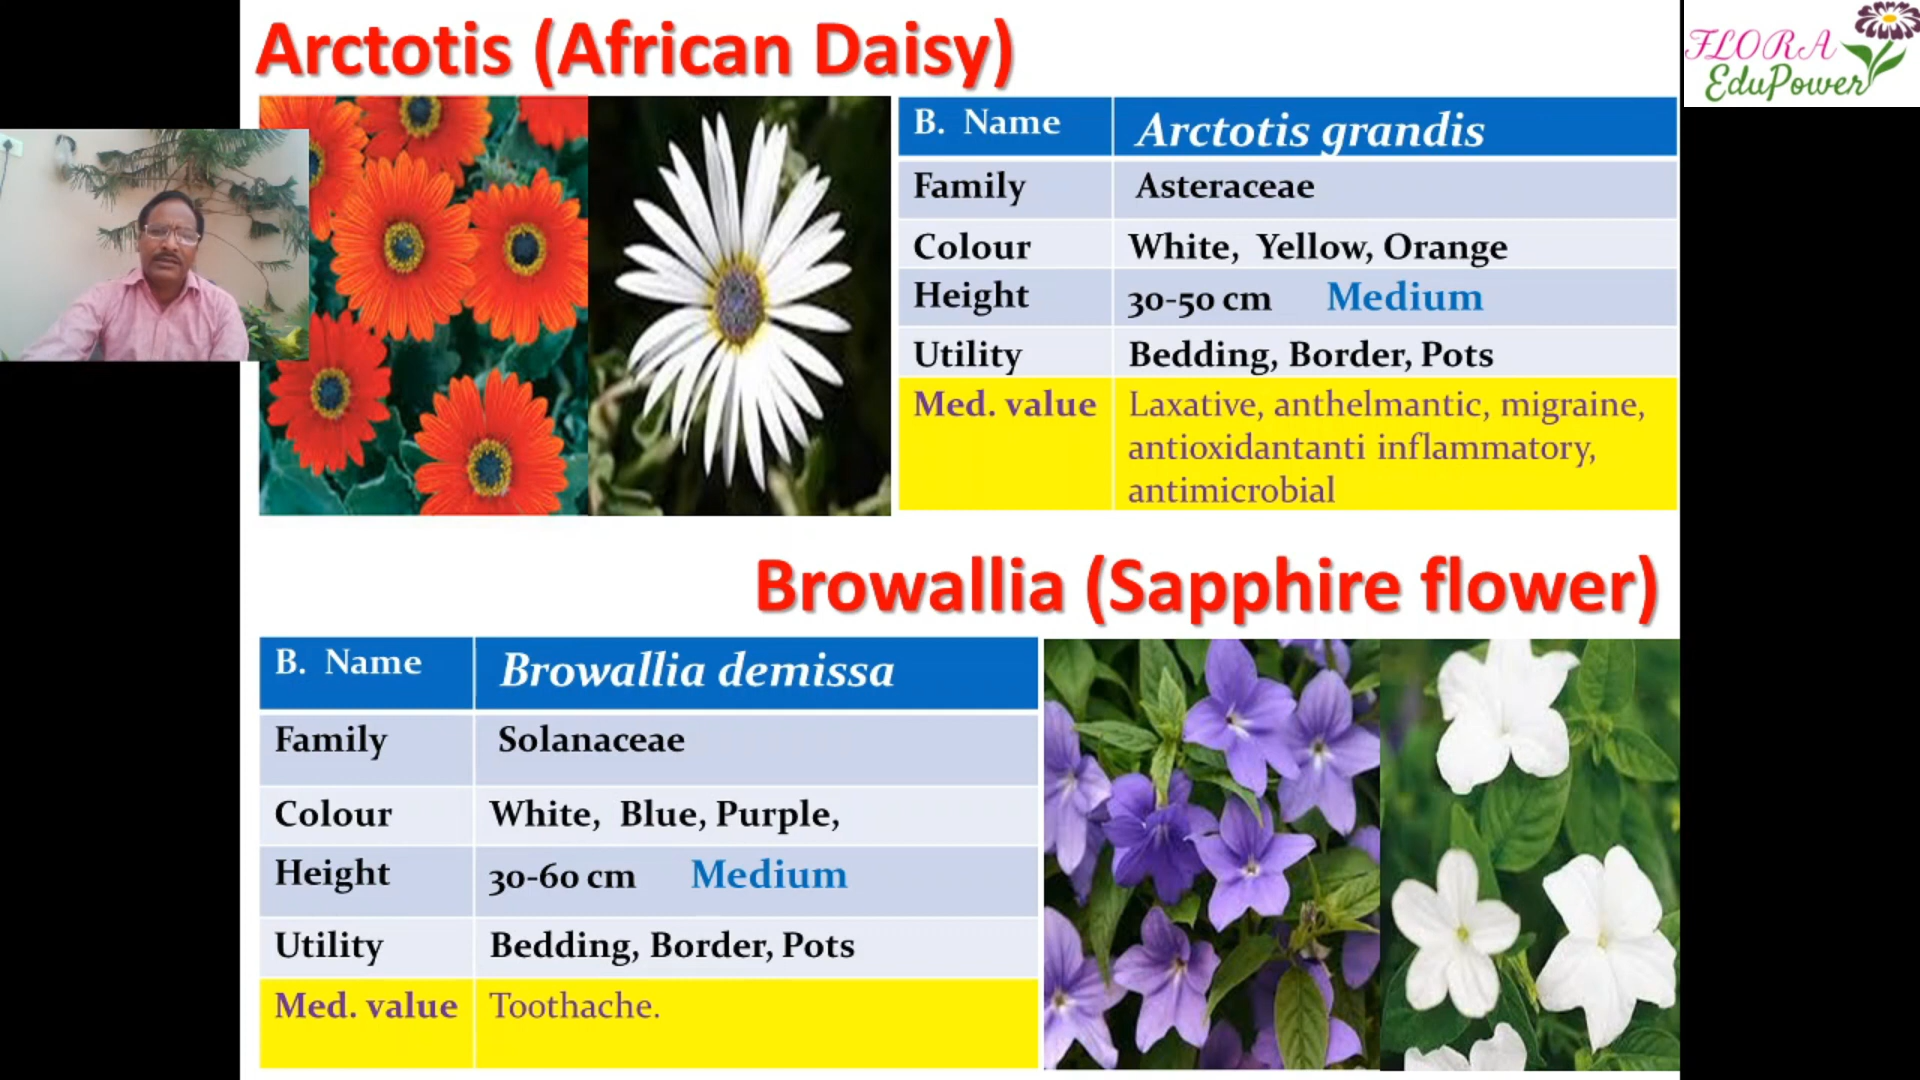 Arctotis (African Daisy)
FLORA
EduPower
B. Name Arctotis grandis
Family Asteraceae
Colour White, Yellow, Orange
Height 30-50 cm Medium
Utility Bedding, Border, Pots
Med. value Laxative, anthelmantic, migraine,
antioxidantanti inflammatory,
antimicrobial
Browallia (Sapphire flower)
B. Name Browallia demissa
Family Solanaceae
Colour White, Blue, Purple,
Height 30-60 cm Medium
Utility Bedding, Border, Pots
Med. value Toothache.